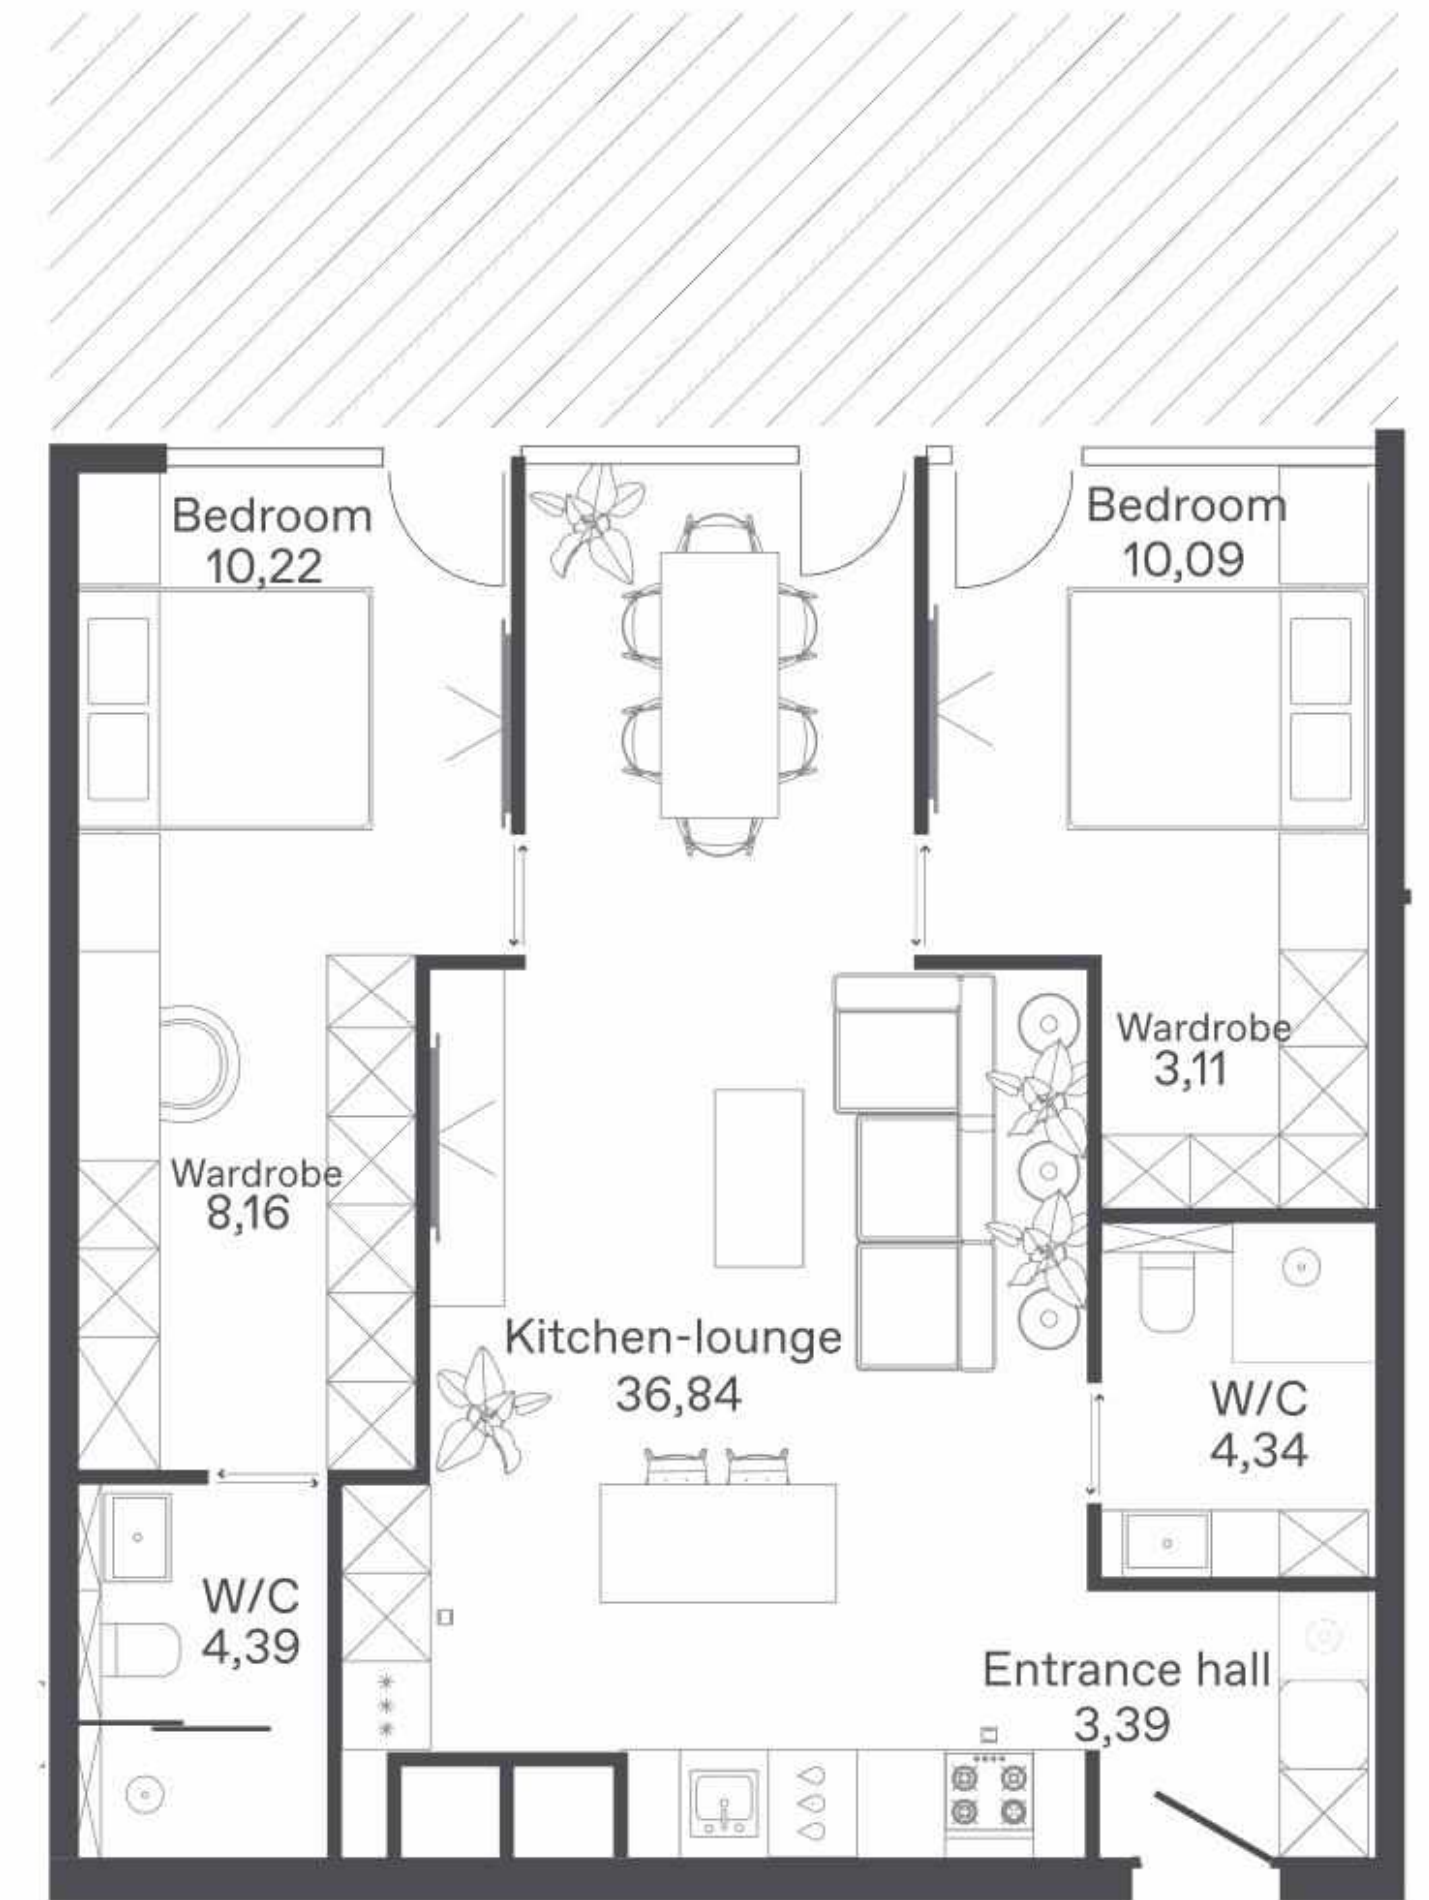 Bedroom
10,22
Bedroom
10,09
Wardrobe
3,11
Wardrobe
8,16
Kitchen-lounge
36,84
W/C
4,34
W/C
4,39
Entrance hall
3,39